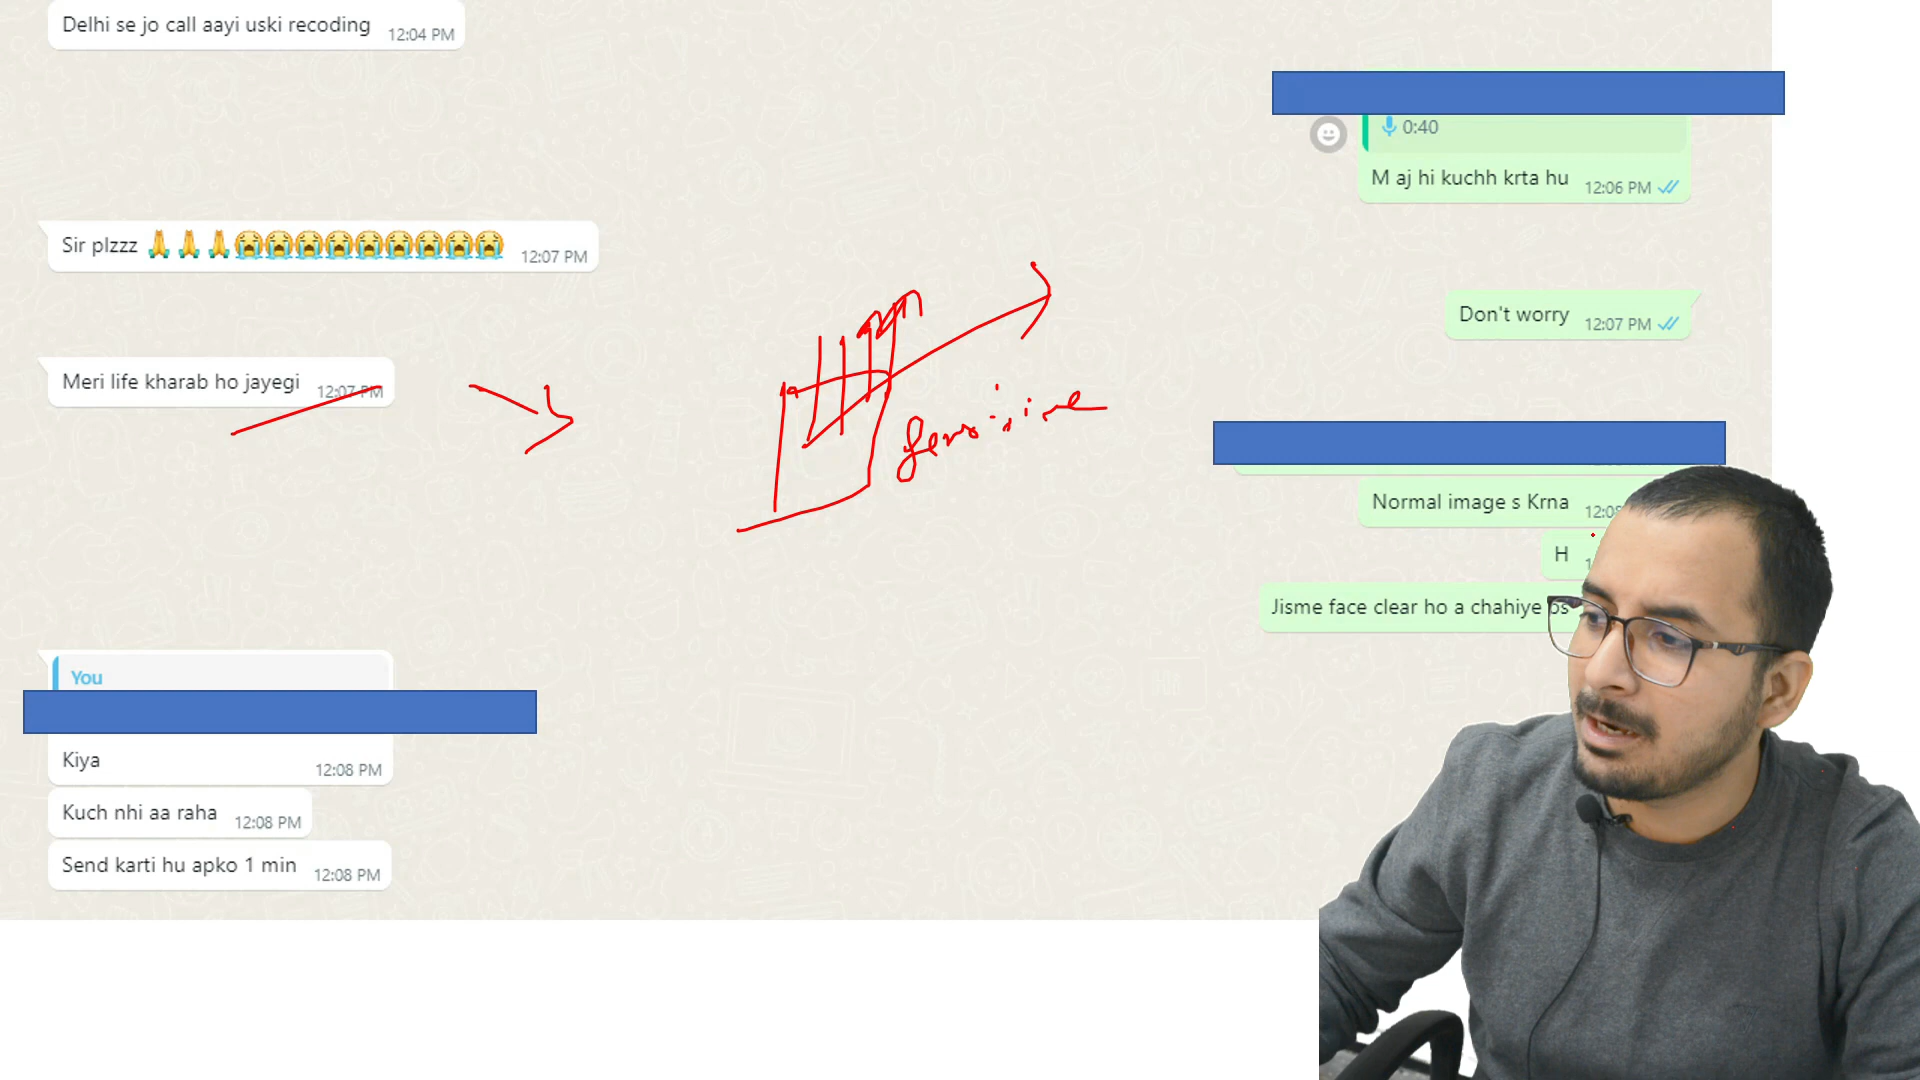 Delhi se jo call aayi uski recoding 12:04 PM
0:40
M aj hi kuchh krta hu 12:06 PM
Sir plzzz 🙏🙏🙏😭😭😭😭😭😭😭😭😭 12:07 PM
Don't worry 12:07 PM
Meri life kharab ho jayegi 12:07 PM
Normal image s Krna
H
Jisme face clear ho a chahiye bs
You
Kiya 12:08 PM
Kuch nhi aa raha 12:08 PM
Send karti hu apko 1 min 12:08 PM